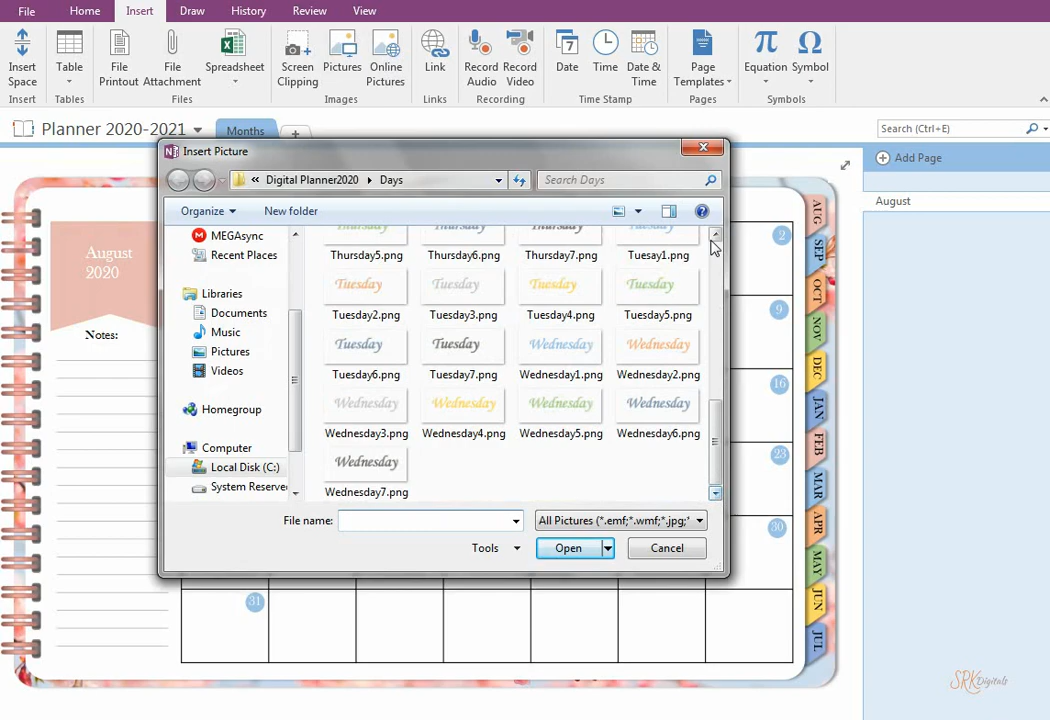 File Home Insert Draw History Review View
Insert Space
Table
File Printout
File Attachment
Spreadsheet
Screen Clipping
Pictures
Online Pictures
Link
Record Audio
Record Video
Date
Time
Date & Time
Page Templates
Equation
Symbol
Insert Tables Files Images Links Recording Time Stamp Pages Symbols
Planner 2020-2021 Months
Search (Ctrl+E)
Add Page
August
Insert Picture
« Digital Planner2020 Days
Search Days
Organize New folder
MEGAsync
Recent Places
Libraries
Documents
Music
Pictures
Videos
Homegroup
Computer
Local Disk (C:)
System Reserve
Thursday5.png Thursday6.png Thursday7.png Tuesay1.png
Tuesday Tuesday Tuesday Tuesday
Tuesday2.png Tuesday3.png Tuesday4.png Tuesday5.png
Tuesday Tuesday Wednesday Wednesday
Tuesday6.png Tuesday7.png Wednesday1.png Wednesday2.png
Wednesday Wednesday Wednesday Wednesday
Wednesday3.png Wednesday4.png Wednesday5.png Wednesday6.png
Wednesday
Wednesday7.png
File name:
All Pictures (*.emf;*.wmf;*.jpg;*
Tools Open Cancel
August
2020
Notes:
2
9
16
23
30
31
AUG
SEP
OCT
NOV
DEC
JAN
FEB
MAR
APR
MAY
JUN
JUL
SRKDigitals